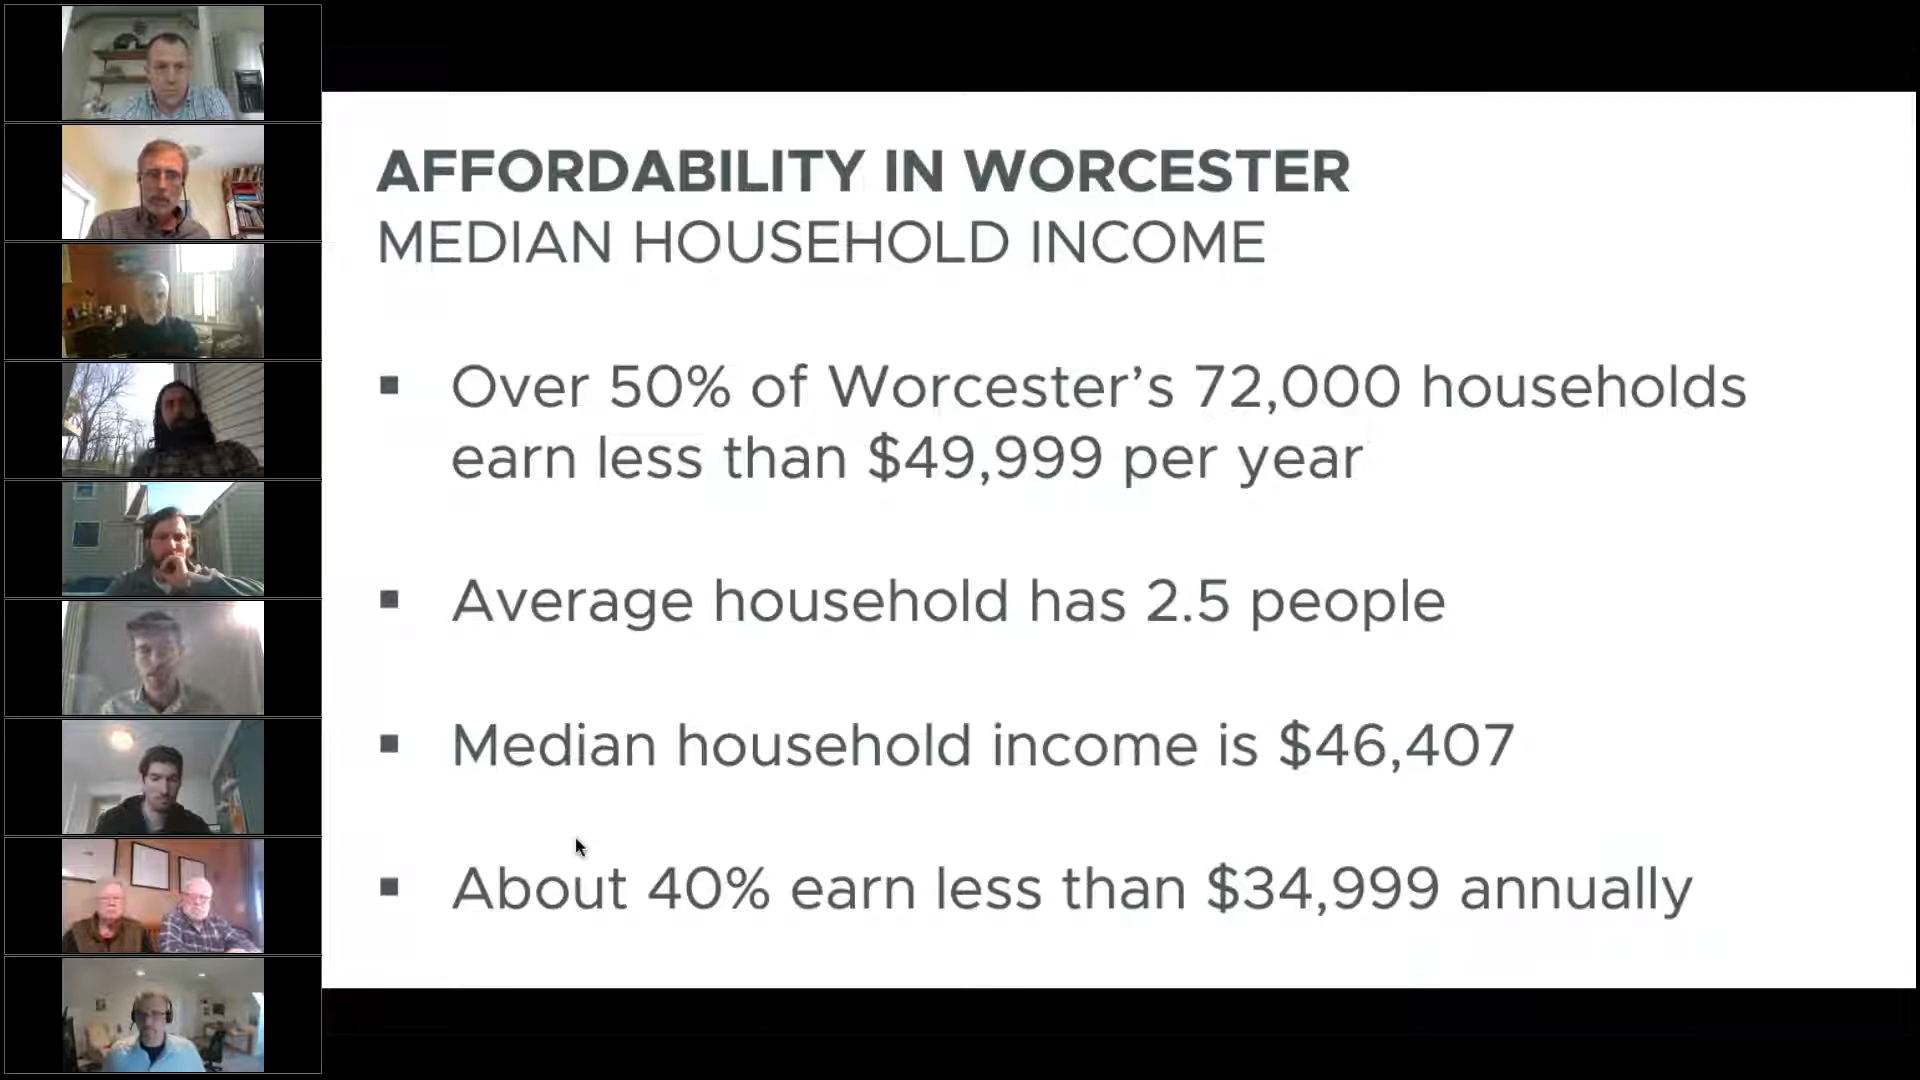 AFFORDABILITY IN WORCESTER
MEDIAN HOUSEHOLD INCOME
▪ Over 50% of Worcester’s 72,000 households
earn less than $49,999 per year
▪ Average household has 2.5 people
▪ Median household income is $46,407
▪ About 40% earn less than $34,999 annually